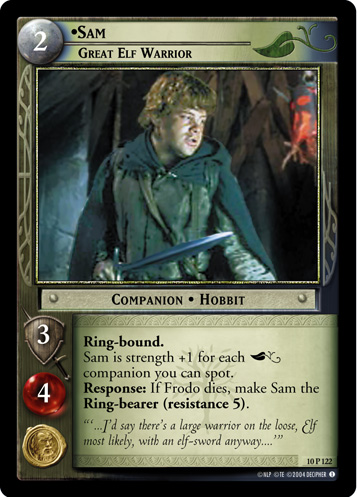 2
•Sam
Great Elf Warrior
Companion • Hobbit
3
4
Ring-bound.
Sam is strength +1 for each
companion you can spot.
Response: If Frodo dies, make Sam the
Ring-bearer (resistance 5).
“‘...I'd say there's a large warrior on the loose, Elf
most likely, with an elf-sword anyway....’”
10 P 122
©NLP ©TE ©2004 DECIPHER